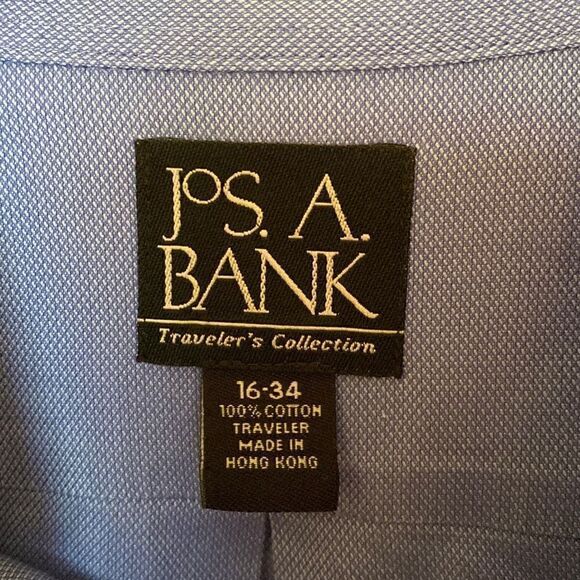 JOS. A.
BANK
Traveler's Collection
16-34
100% COTTON
TRAVELER
MADE IN
HONG KONG